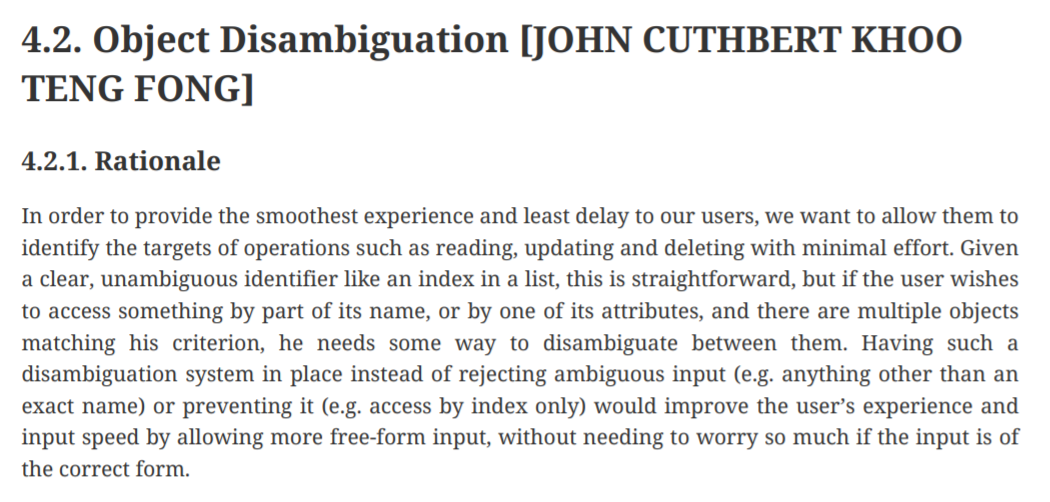 4.2. Object Disambiguation [JOHN CUTHBERT KHOO
TENG FONG]
4.2.1. Rationale
In order to provide the smoothest experience and least delay to our users, we want to allow them to
identify the targets of operations such as reading, updating and deleting with minimal effort. Given
a clear, unambiguous identifier like an index in a list, this is straightforward, but if the user wishes
to access something by part of its name, or by one of its attributes, and there are multiple objects
matching his criterion, he needs some way to disambiguate between them. Having such a
disambiguation system in place instead of rejecting ambiguous input (e.g. anything other than an
exact name) or preventing it (e.g. access by index only) would improve the user’s experience and
input speed by allowing more free-form input, without needing to worry so much if the input is of
the correct form.